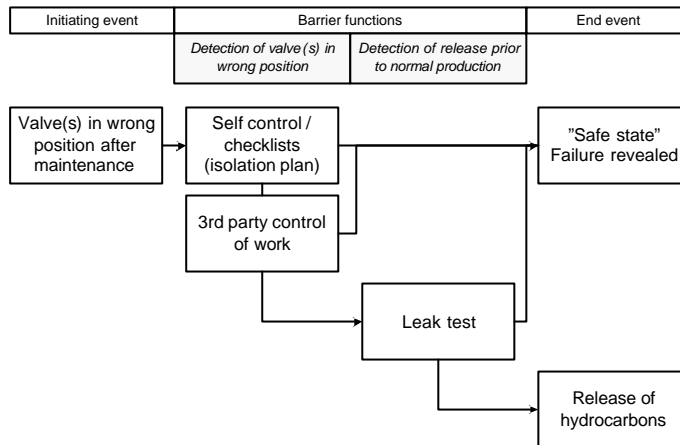 Initiating event
Barrier functions
End event
Detection of valve(s) in
wrong position
Detection of release prior
to normal production
Valve(s) in wrong
position after
maintenance
Self control /
checklists
(isolation plan)
"Safe state"
Failure revealed
3rd party control
of work
Leak test
Release of
hydrocarbons